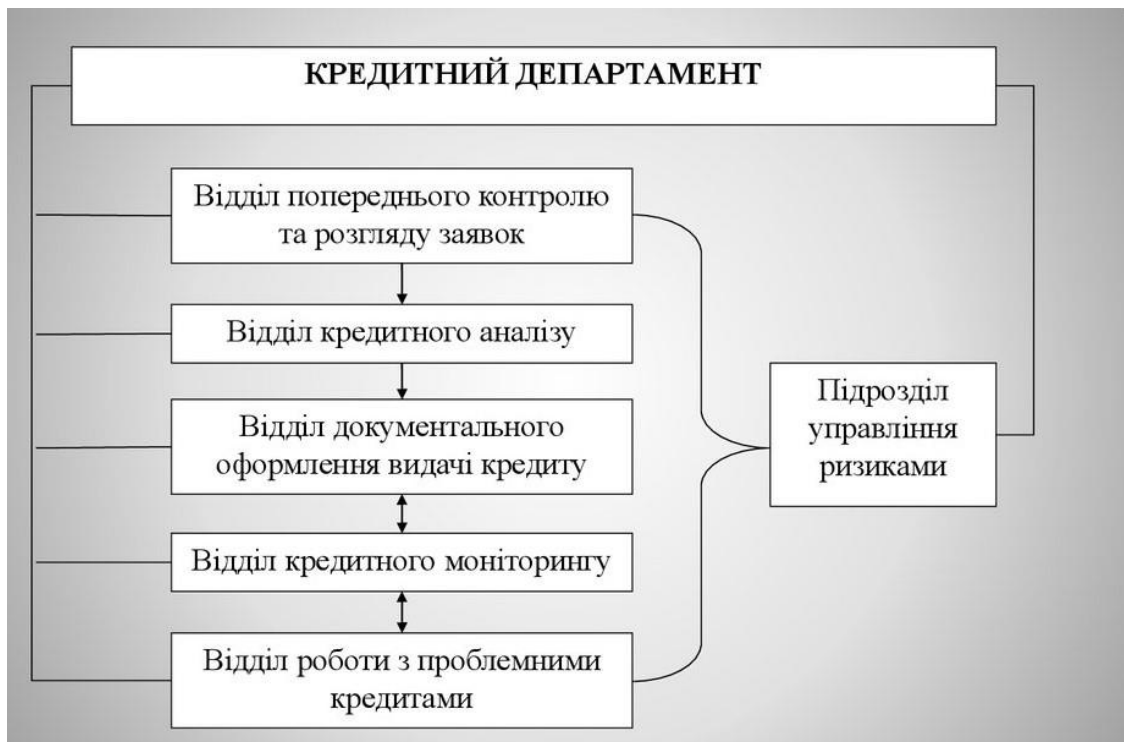 КРЕДИТНИЙ ДЕПАРТАМЕНТ
Відділ попереднього контролю
та розгляду заявок
Відділ кредитного аналізу
Відділ документального
оформлення видачі кредиту
Відділ кредитного моніторингу
Відділ роботи з проблемними
кредитами
Підрозділ
управління
ризиками